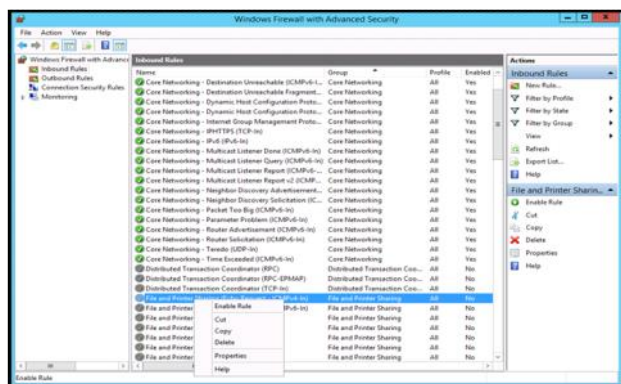 Windows Firewall with Advanced Security
File Action View Help
Windows Firewall with Advanc
Inbound Rules
Outbound Rules
Connection Security Rules
Monitoring
Inbound Rules
Name Group Profile Enabled
Core Networking - Destination Unreachable (ICMPv6-I... Core Networking All Yes
Core Networking - Destination Unreachable Fragment... Core Networking All Yes
Core Networking - Dynamic Host Configuration Proto... Core Networking All Yes
Core Networking - Dynamic Host Configuration Proto... Core Networking All Yes
Core Networking - Internet Group Management Proto... Core Networking All Yes
Core Networking - IPHTTPS (TCP-In) Core Networking All Yes
Core Networking - IPv6 (IPv6-In) Core Networking All Yes
Core Networking - Multicast Listener Done (ICMPv6-In) Core Networking All Yes
Core Networking - Multicast Listener Query (ICMPv6-In) Core Networking All Yes
Core Networking - Multicast Listener Report (ICMPv6-... Core Networking All Yes
Core Networking - Multicast Listener Report v2 (ICMP... Core Networking All Yes
Core Networking - Neighbor Discovery Advertisement... Core Networking All Yes
Core Networking - Neighbor Discovery Solicitation (IC... Core Networking All Yes
Core Networking - Packet Too Big (ICMPv6-In) Core Networking All Yes
Core Networking - Parameter Problem (ICMPv6-In) Core Networking All Yes
Core Networking - Router Advertisement (ICMPv6-In) Core Networking All Yes
Core Networking - Router Solicitation (ICMPv6-In) Core Networking All Yes
Core Networking - Teredo (UDP-In) Core Networking All Yes
Core Networking - Time Exceeded (ICMPv6-In) Core Networking All Yes
Distributed Transaction Coordinator (RPC) Distributed Transaction Coo... All No
Distributed Transaction Coordinator (RPC-EPMAP) Distributed Transaction Coo... All No
Distributed Transaction Coordinator (TCP-In) Distributed Transaction Coo... All No
File and Printer Sharing (Echo Request - ICMPv4-In) File and Printer Sharing All No
File and Printer Pv6-In) File and Printer Sharing All No
File and Printer File and Printer Sharing All No
File and Printer File and Printer Sharing All No
File and Printer File and Printer Sharing All No
File and Printer File and Printer Sharing All No
File and Printer File and Printer Sharing All No
Enable Rule
Cut
Copy
Delete
Properties
Help
Actions
Inbound Rules
New Rule...
Filter by Profile
Filter by State
Filter by Group
View
Refresh
Export List...
Help
File and Printer Sharin...
Enable Rule
Cut
Copy
Delete
Properties
Help
Enable Rule